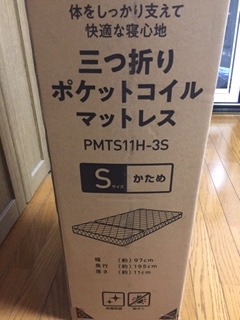 体をしっかり支えて
快適な寝心地
三つ折り
ポケットコイル
マットレス
PMTS11H-3S
Sサイズ かため
幅 (約)97cm
奥行 (約)195cm
厚さ (約)11cm